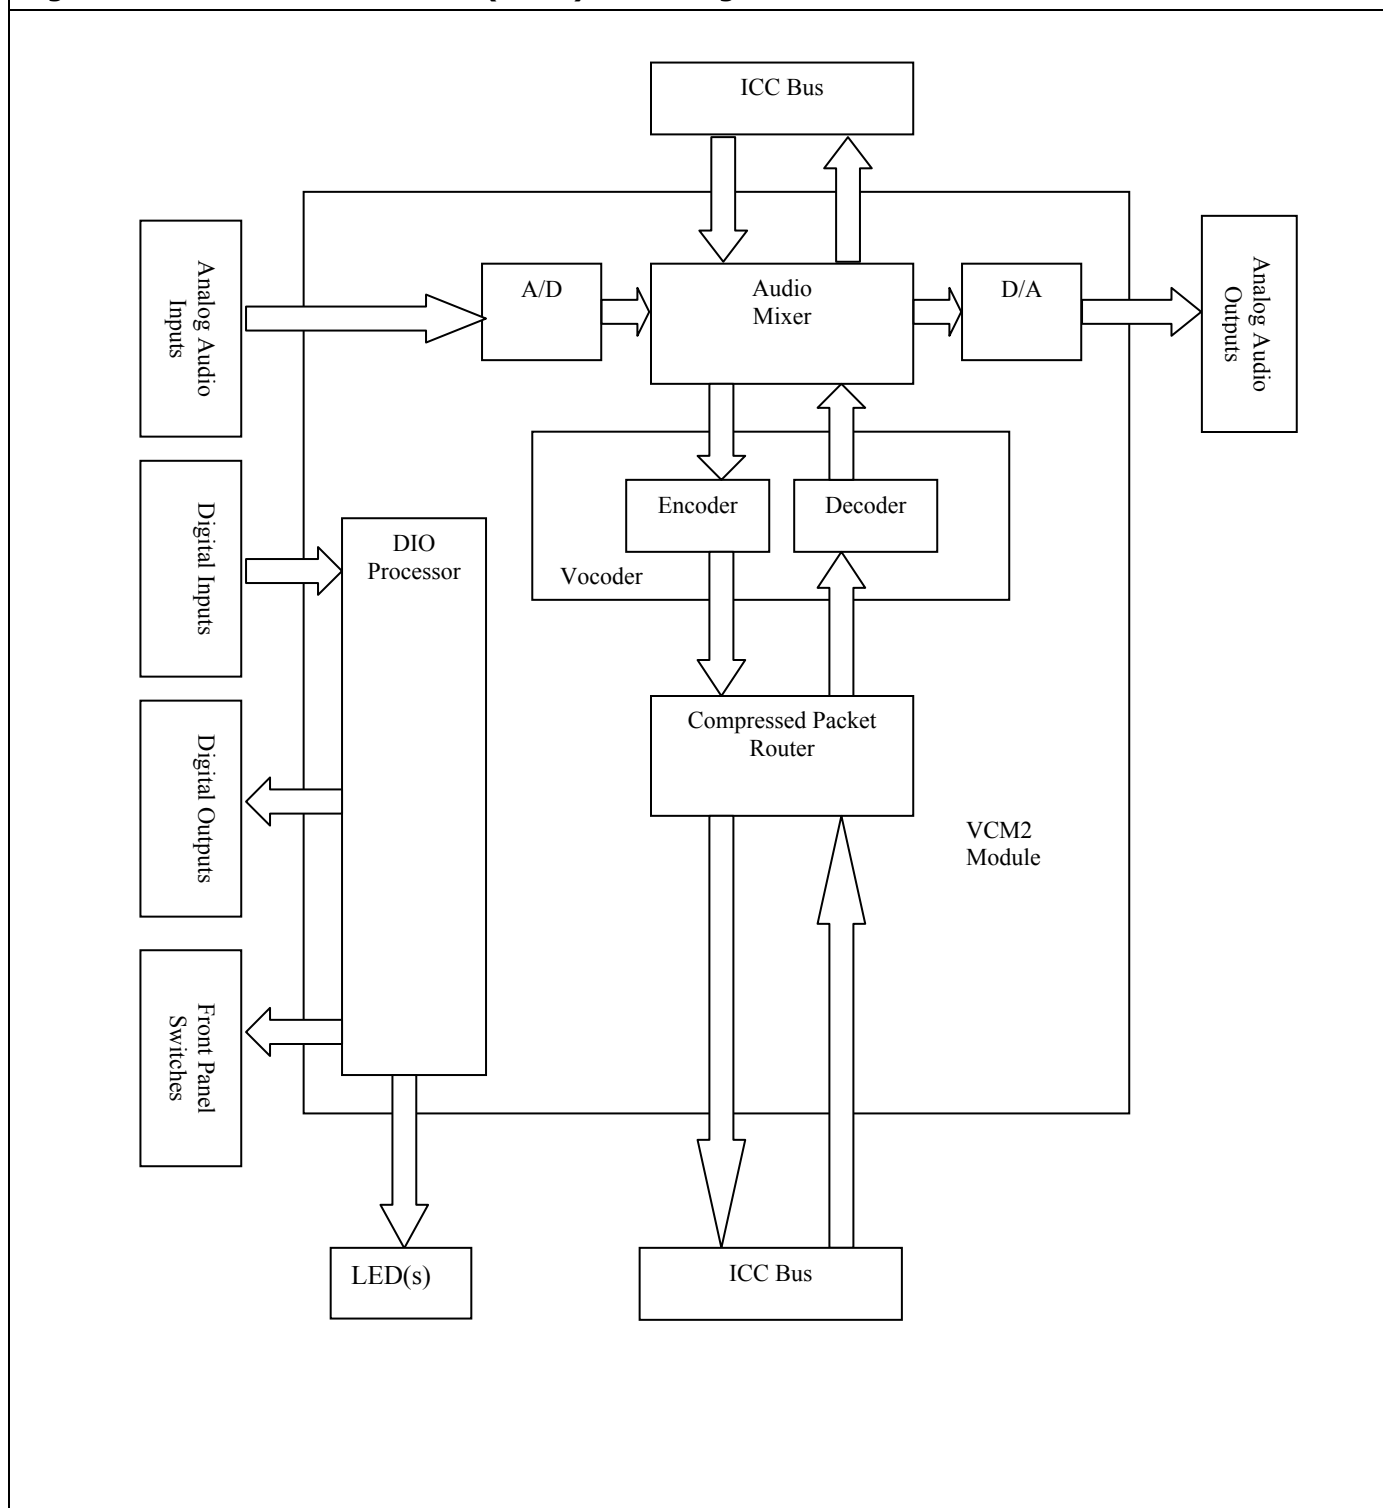 ICC Bus
Analog Audio
Inputs
A/D
Audio
Mixer
D/A
Analog Audio
Outputs
Digital Inputs
DIO
Processor
Encoder
Decoder
Vocoder
Digital Outputs
Compressed Packet
Router
VCM2
Module
Front Panel
Switches
LED(s)
ICC Bus